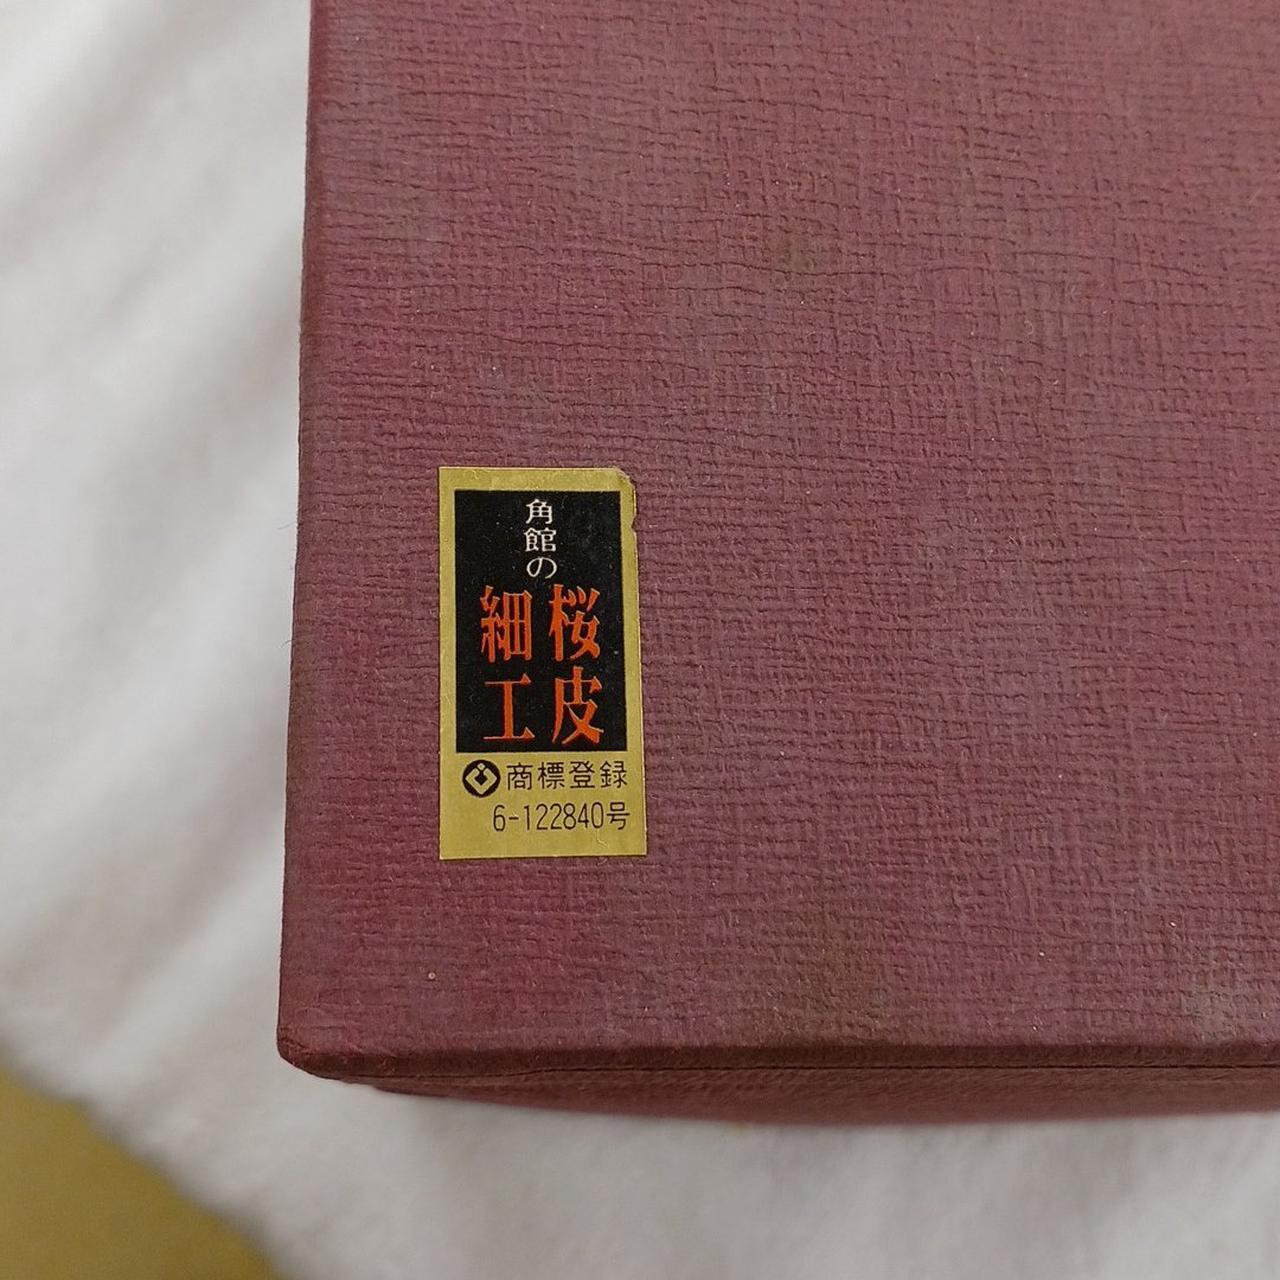 角館の
桜皮
細工
商標登録
6-122840号